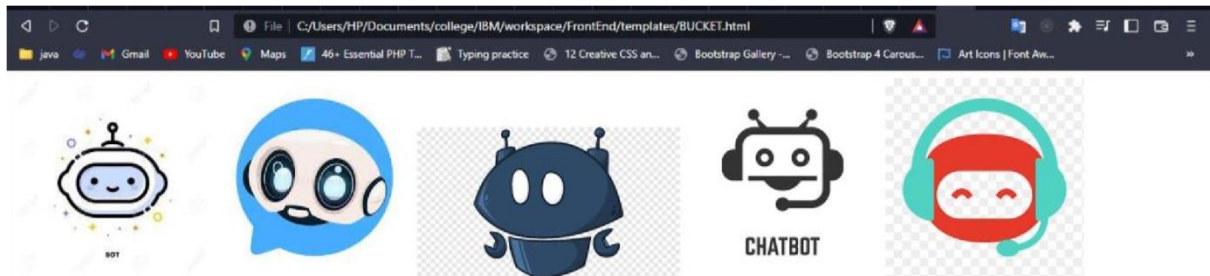 File | C:/Users/HP/Documents/college/IBM/workspace/FrontEnd/templates/BUCKET.html
java Gmail YouTube Maps 46+ Essential PHP T... Typing practice 12 Creative CSS an... Bootstrap Gallery -... Bootstrap 4 Carous... Art Icons | Font Aw...
BOT
CHATBOT